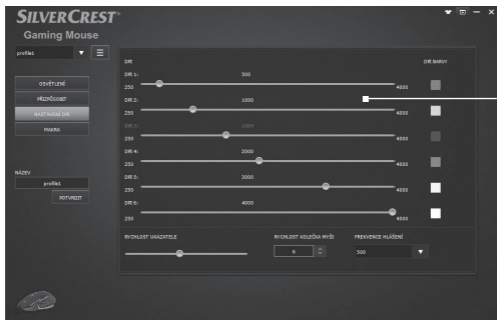 SILVERCREST®
Gaming Mouse
profile1
DPI
DPI BARVY
DPI 1:
500
250
4000
OSVĚTLENÍ
DPI 2:
1000
250
4000
PŘIZPŮSOBIT
NASTAVENÍ DPI
DPI 3:
250
4000
MAKRA
DPI 4:
2000
250
4000
NÁZEV
DPI 5:
3000
profile1
250
4000
POTVRDIT
DPI 6:
4000
250
4000
RYCHLOST UKAZATELE
RYCHLOST KOLEČKA MYŠI
FREKVENCE HLÁŠENÍ
6
500